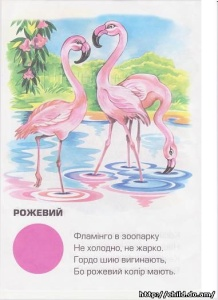 РОЖЕВИЙ
Фламінго в зоопарку
Не холодно, не жарко.
Гордо шию вигинають,
Бо рожевий колір мають.
http://child.do.am/